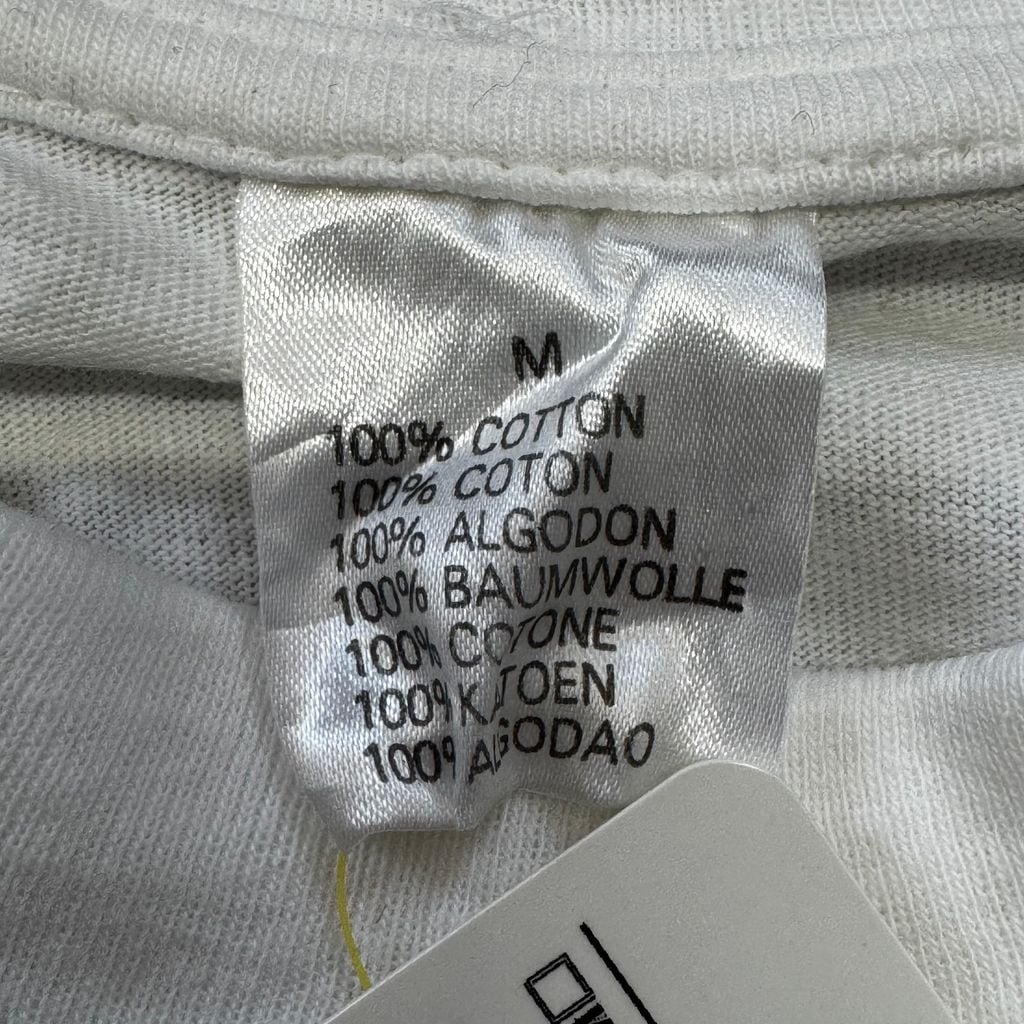 M
100% COTTON
100% COTON
100% ALGODON
100% BAUMWOLLE
100% COTONE
100% KATOEN
100% ALGODAO